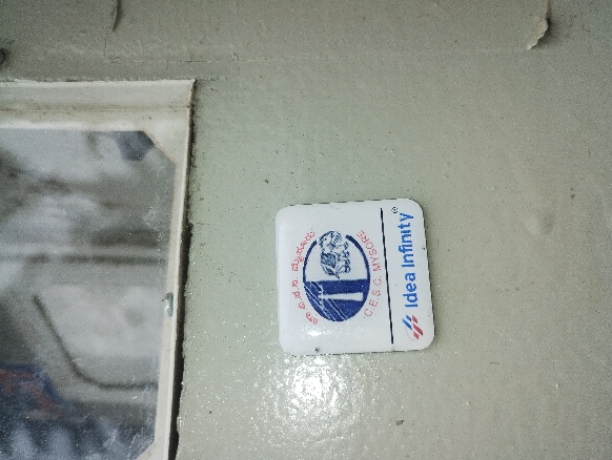 ಚಾ.ವಿ.ಸ.ನಿ. ಮೈಸೂರು
C.E.S.C. MYSORE
Idea Infinity®